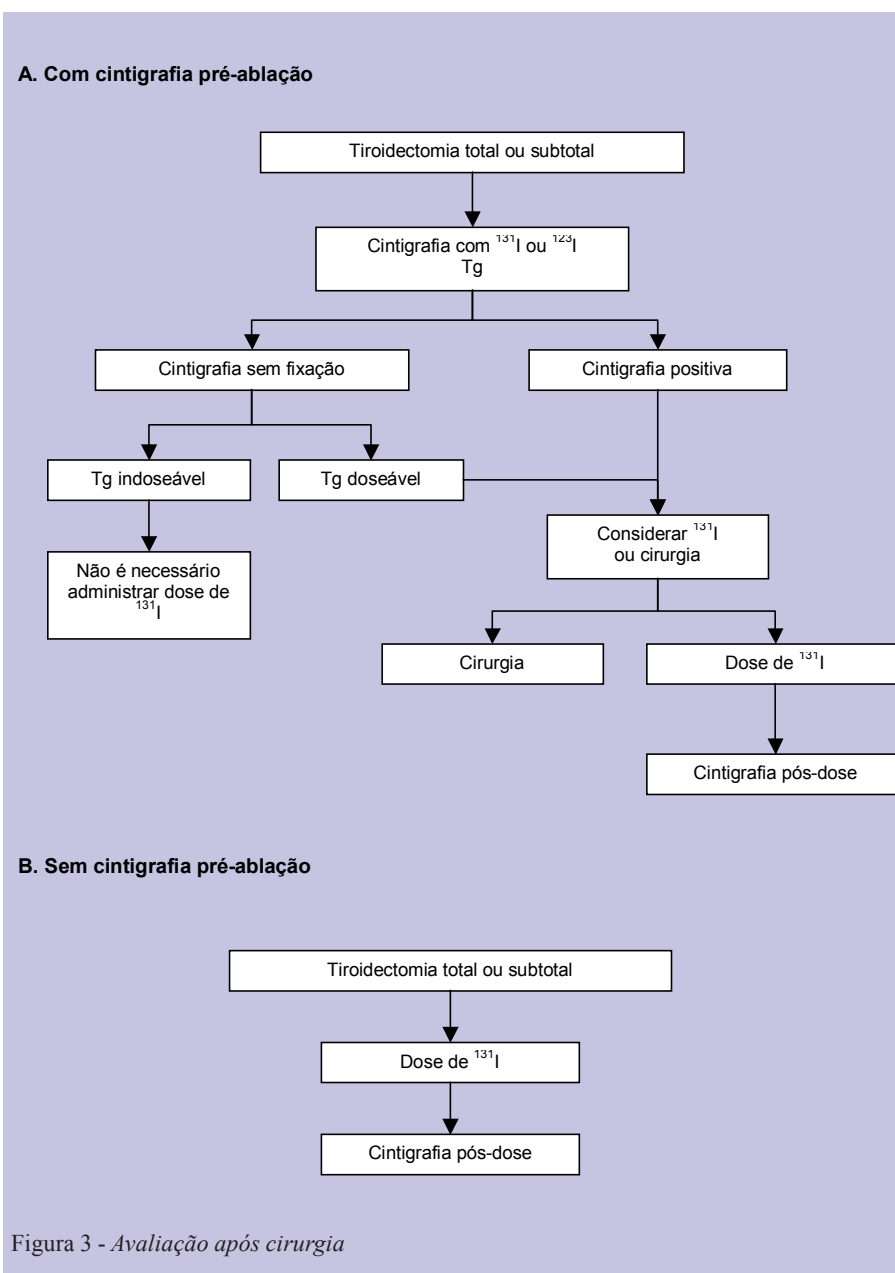 A. Com cintigrafia pré-ablação
Tiroidectomia total ou subtotal
Cintigrafia com ¹³¹I ou ¹²³I
Tg
Cintigrafia sem fixação
Cintigrafia positiva
Tg indoseável
Tg doseável
Considerar ¹³¹I
ou cirurgia
Não é necessário
administrar dose de
¹³¹I
Cirurgia
Dose de ¹³¹I
Cintigrafia pós-dose
B. Sem cintigrafia pré-ablação
Tiroidectomia total ou subtotal
Dose de ¹³¹I
Cintigrafia pós-dose
Figura 3 - Avaliação após cirurgia